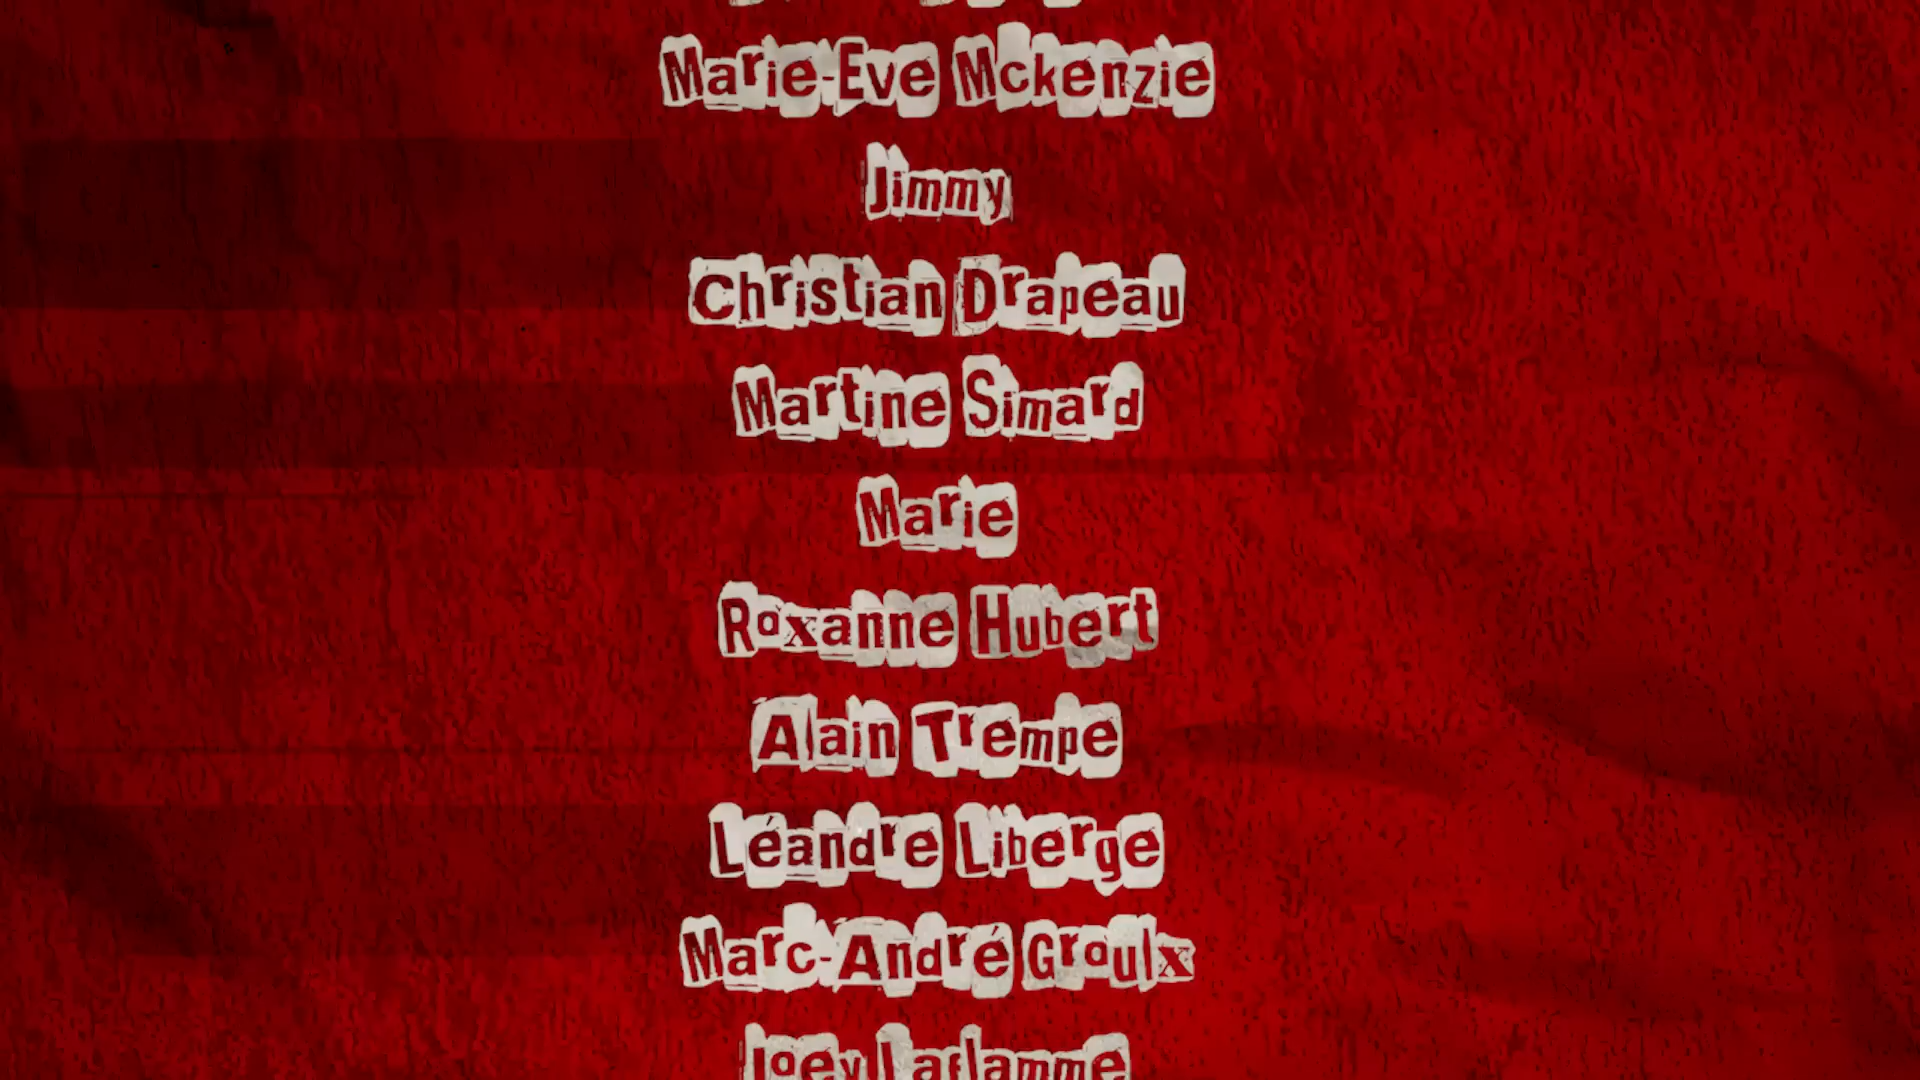 Marie-Eve Mckenzie
Jimmy
Christian Drapeau
Martine Simard
Marie
Roxanne Hubert
Alain Trempe
Léandre Liberge
Marc-André Groulx
Joey Laflamme